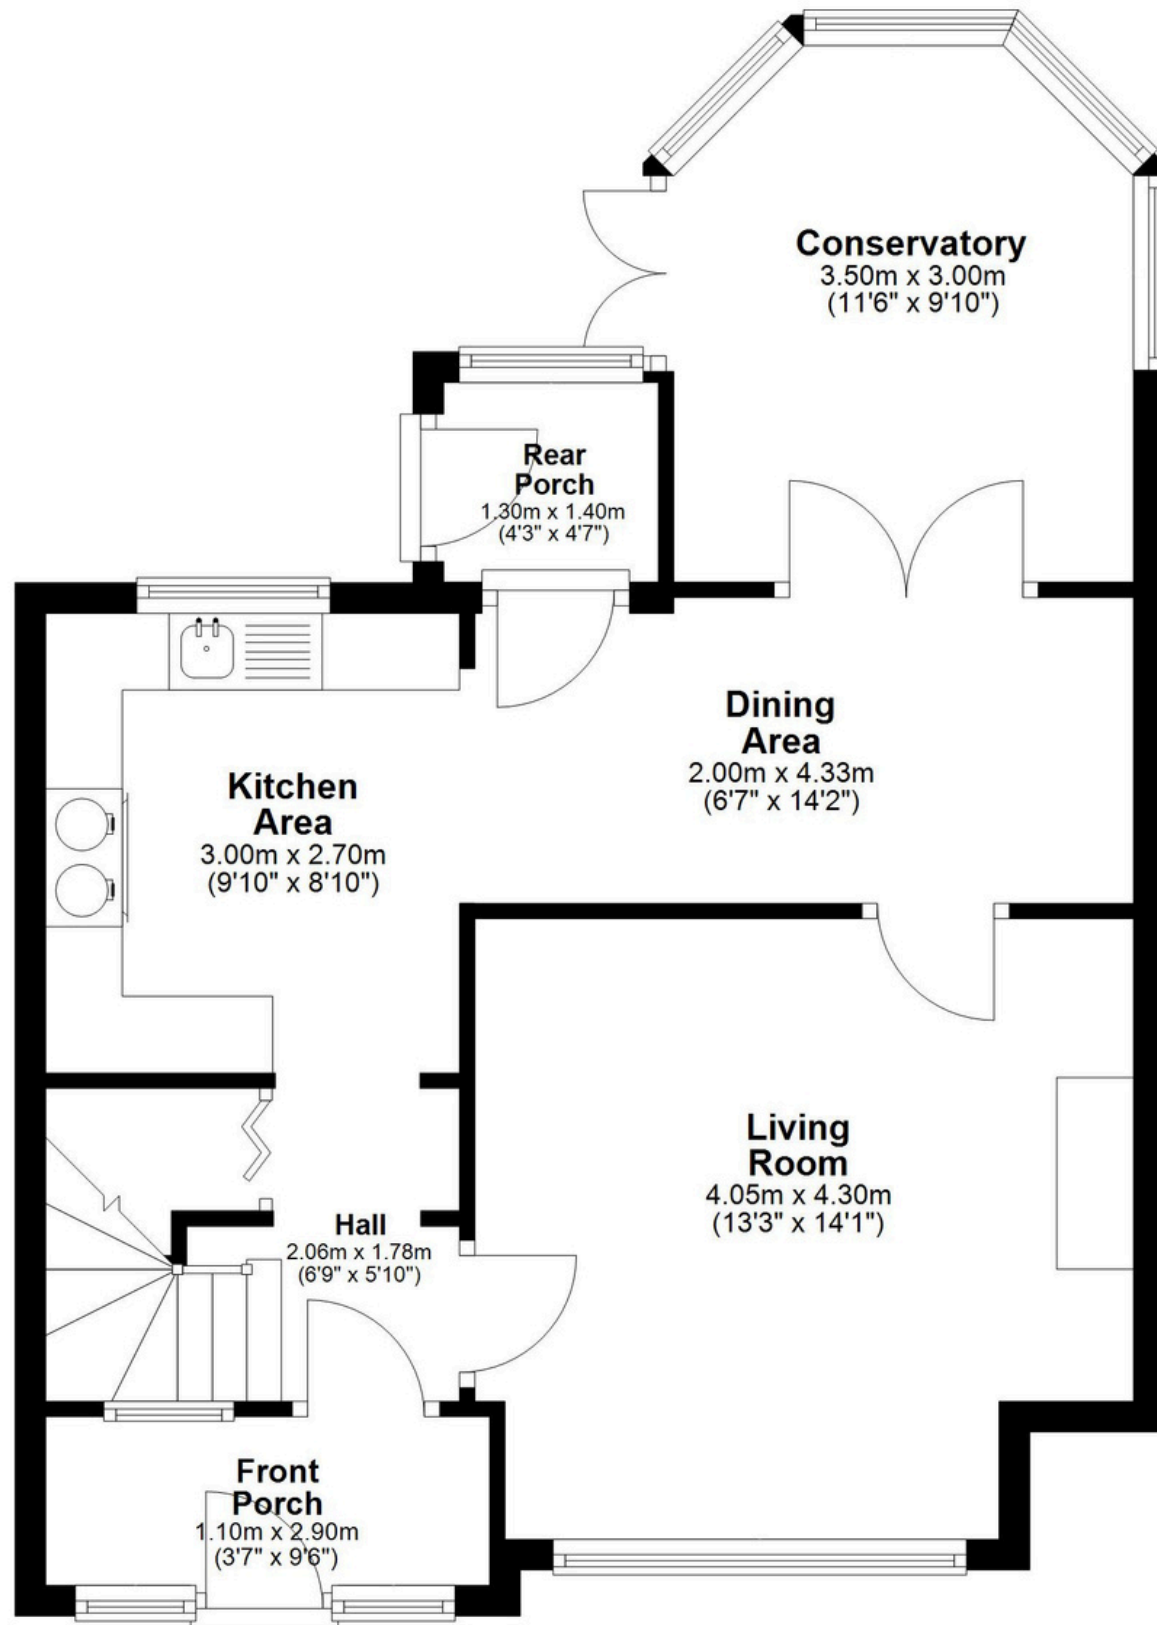 Conservatory
3.50m x 3.00m
(11'6" x 9'10")
Rear
Porch
1.30m x 1.40m
(4'3" x 4'7")
Dining
Area
2.00m x 4.33m
(6'7" x 14'2")
Kitchen
Area
3.00m x 2.70m
(9'10" x 8'10")
Living
Room
4.05m x 4.30m
(13'3" x 14'1")
Hall
2.06m x 1.78m
(6'9" x 5'10")
Front
Porch
1.10m x 2.90m
(3'7" x 9'6")